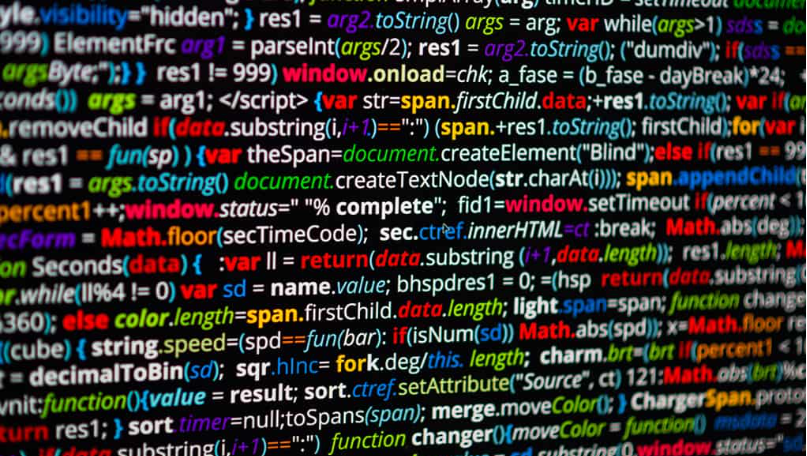 yle.visibility="hidden"; } res1 = arg2.toString() args = arg; var while(args>1) sdss =
999) ElementFrc arg1 = parseInt(args/2); res1 = arg2.toString(); ("dumdiv"); if(sdss ==
argsByte;");} } res1 != 999) window.onload=chk; a_fase = (b_fase - dayBreak)*24;
conds()) args = arg1; </script> {var str=span.firstChild.data;+res1.toString(); var if(a
.removeChild if(data.substring(i,i+1,)==":") (span.+res1.toString(); firstChild);for(var
& res1 == fun(sp) ) {var theSpan=document.createElement("Blind");else if(res1 == 99
(res1 = args.toString() document.createTextNode(str.charAt(i))); span.appendChild(t
percent1++;window.status=" "% complete"; fid1=window.setTimeout if(percent < 1
ecForm = Math.floor(secTimeCode); sec.ctref.innerHTML=ct :break; Math.abs(deg));
on Seconds(data) { :var ll = return(data.substring (i+1,data.length)); res1.length; M
or.while(ll%4 != 0) var sd = name.value; bhspdres1 = 0; =(hsp return(data.substring
360); else color.length=span.firstChild.data.length; light.span=span; function change
((cube) { string.speed=(spd==fun(bar): if(isNum(sd)) Math.abs(spd)); x=Math.floor re
t = decimalToBin(sd); sqr.hInc= fork.deg/this. length; charm.brt=(brt if(percent1 < 1
wnit:function(){value = result; sort.ctref.setAttribute("Source", ct) 121:Math.abs(brt)%
turn res1; } sort.timer=null;toSpans(span); merge.moveColor(); } ChargerSpan.proto
if(data.substring(i,i+1)==":") function changer(){moveColor = function()